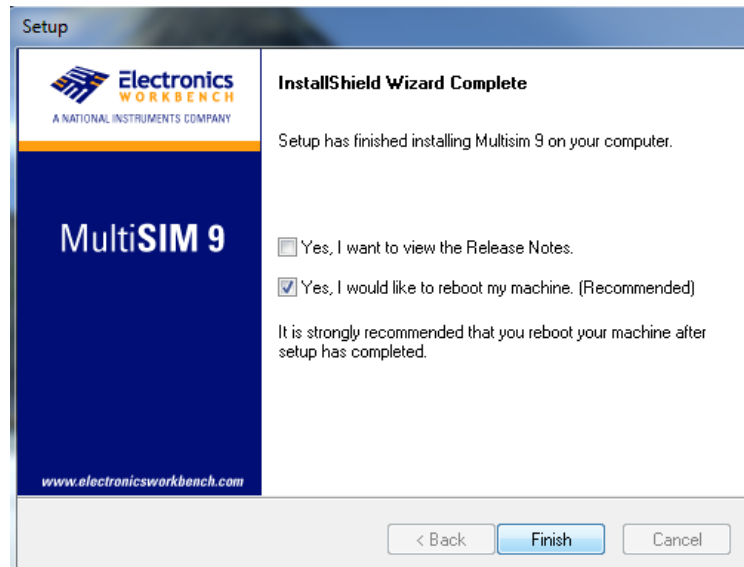 Setup
Electronics
WORKBENCH
A NATIONAL INSTRUMENTS COMPANY
MultiSIM 9
www.electronicsworkbench.com
InstallShield Wizard Complete
Setup has finished installing Multisim 9 on your computer.
Yes, I want to view the Release Notes.
Yes, I would like to reboot my machine. (Recommended)
It is strongly recommended that you reboot your machine after
setup has completed.
< Back
Finish
Cancel